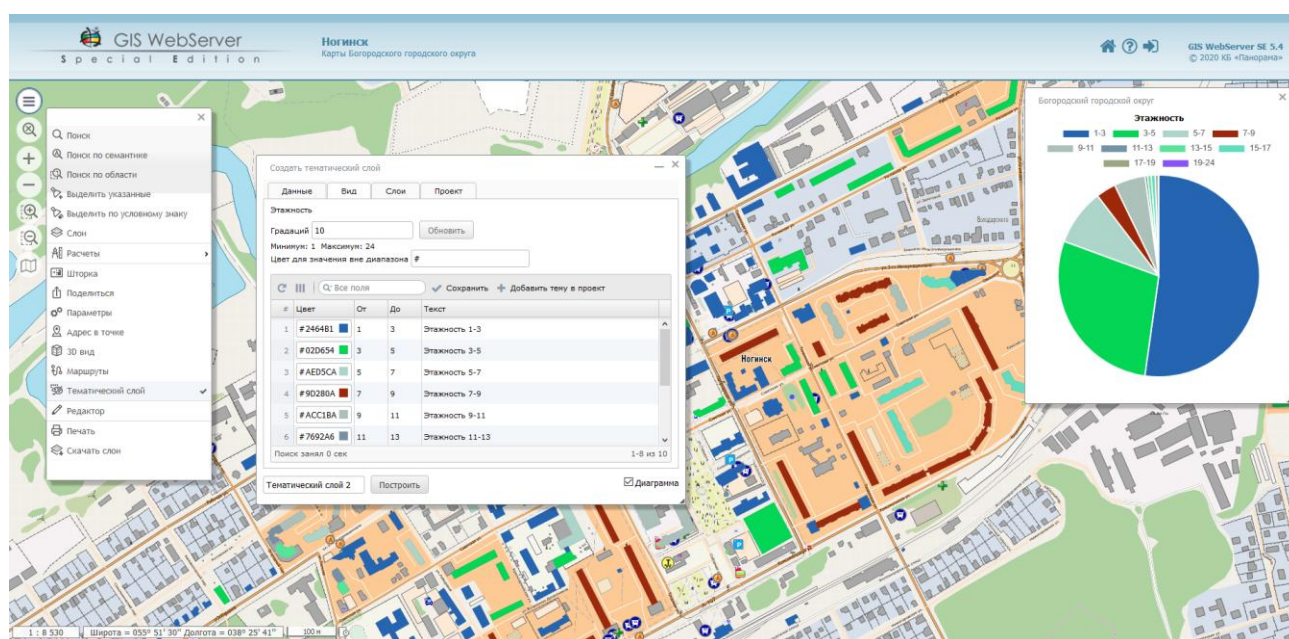 GIS WebServer
Special Edition
Ногинск
Карты Богородского городского округа
GIS WebServer SE 5.4
© 2020 КБ «Панорама»
Поиск
Поиск по семантике
Поиск по области
Выделить указанные
Выделить по условному знаку
Слои
Расчеты
Шторка
Поделиться
Параметры
Адрес в точке
3D вид
Маршруты
Тематический слой
Редактор
Печать
Скачать слои
Создать тематический слой
Данные Вид Слои Проект
Этажность
Градаций 10 Обновить
Минимум: 1 Максимум: 24
Цвет для значения вне диапазона #
Все поля Сохранить Добавить тему в проект
# Цвет От До Текст
1 #2464B1 1 3 Этажность 1-3
2 #02D654 3 5 Этажность 3-5
3 #AED5CA 5 7 Этажность 5-7
4 #9D280A 7 9 Этажность 7-9
5 #ACC1BA 9 11 Этажность 9-11
6 #7692A6 11 13 Этажность 11-13
Поиск занял 0 сек 1-8 из 10
Тематический слой 2 Построить Диаграмма
Богородский городской округ
Этажность
1-3 3-5 5-7 7-9
9-11 11-13 13-15 15-17
17-19 19-24
Ногинск
1 : 8 530 Широта = 055° 51' 30" Долгота = 038° 25' 41" 100 м